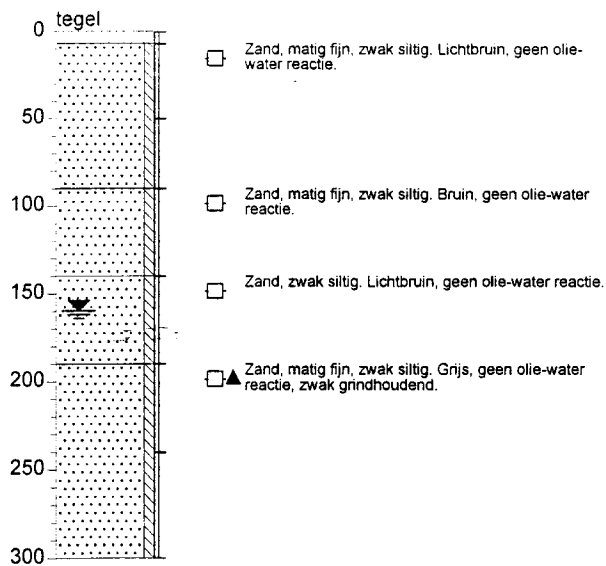 tegel
0
Zand, matig fijn, zwak siltig. Lichtbruin, geen olie-
water reactie.
50
100
Zand, matig fijn, zwak siltig. Bruin, geen olie-water
reactie.
150
Zand, zwak siltig. Lichtbruin, geen olie-water reactie.
200
Zand, matig fijn, zwak siltig. Grijs, geen olie-water
reactie, zwak grindhoudend.
250
300